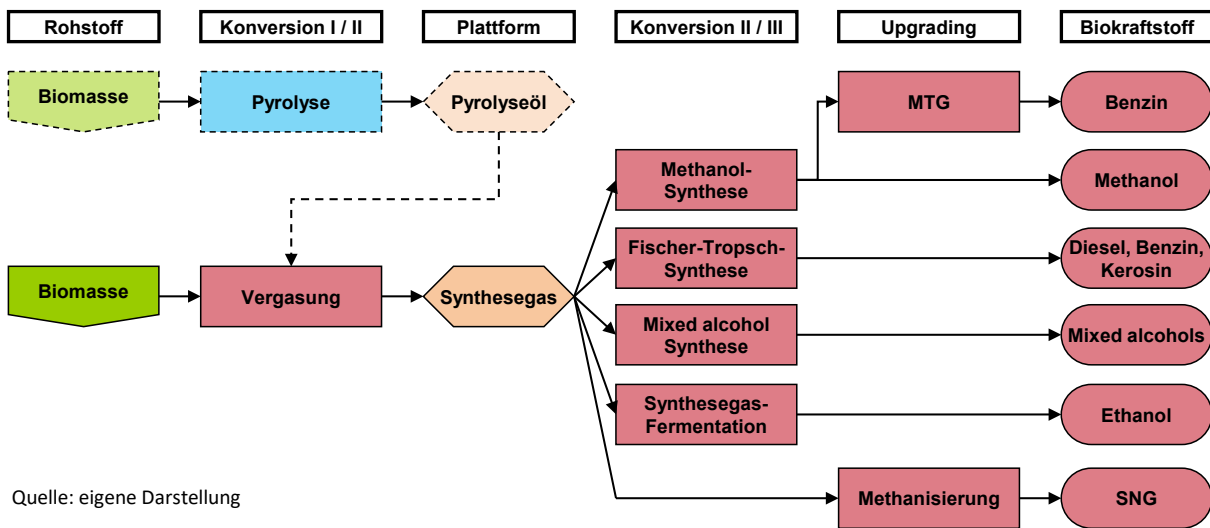 Rohstoff
Konversion I / II
Plattform
Konversion II / III
Upgrading
Biokraftstoff
Biomasse
Pyrolyse
Pyrolyseöl
MTG
Benzin
Methanol-
Synthese
Methanol
Fischer-Tropsch-
Synthese
Diesel, Benzin,
Kerosin
Biomasse
Vergasung
Synthesegas
Mixed alcohol
Synthese
Mixed alcohols
Synthesegas-
Fermentation
Ethanol
Methanisierung
SNG
Quelle: eigene Darstellung